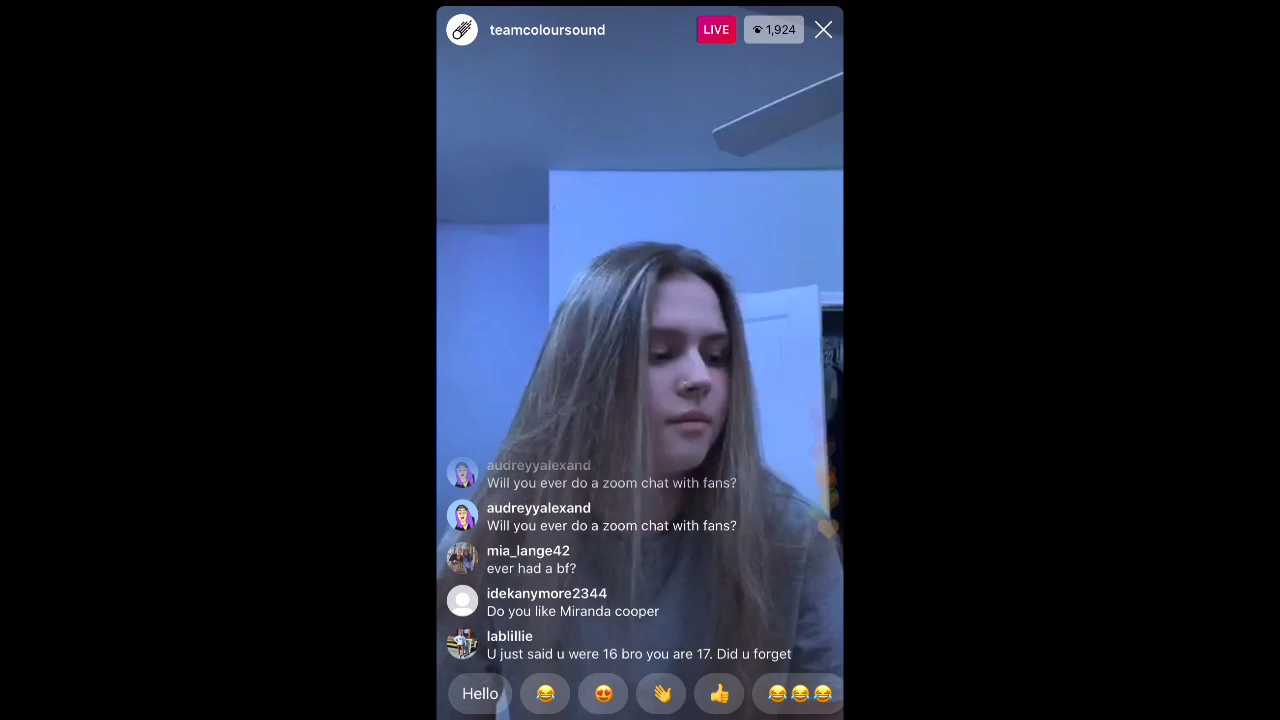 teamcoloursound
LIVE
1,924
audreyyalexand
Will you ever do a zoom chat with fans?
audreyyalexand
Will you ever do a zoom chat with fans?
mia_lange42
ever had a bf?
idekanymore2344
Do you like Miranda cooper
lablillie
U just said u were 16 bro you are 17. Did u forget
Hello 😂 😍 👋 👍 😂😂😂